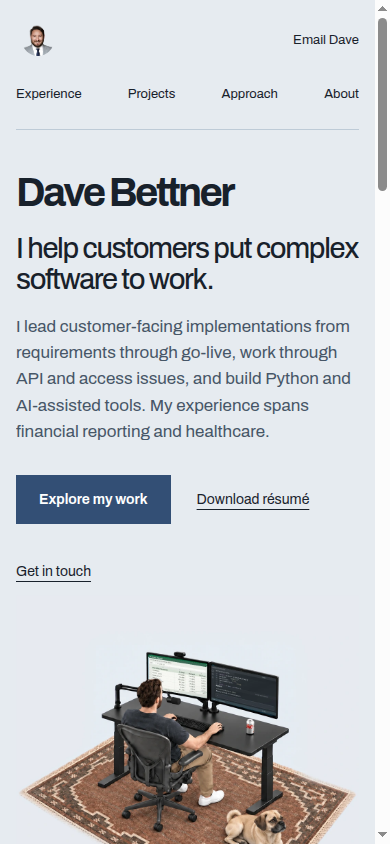 Email Dave
Experience Projects Approach About
Dave Bettner
I help customers put complex
software to work.
I lead customer-facing implementations from
requirements through go-live, work through
API and access issues, and build Python and
AI-assisted tools. My experience spans
financial reporting and healthcare.
Explore my work Download résumé
Get in touch